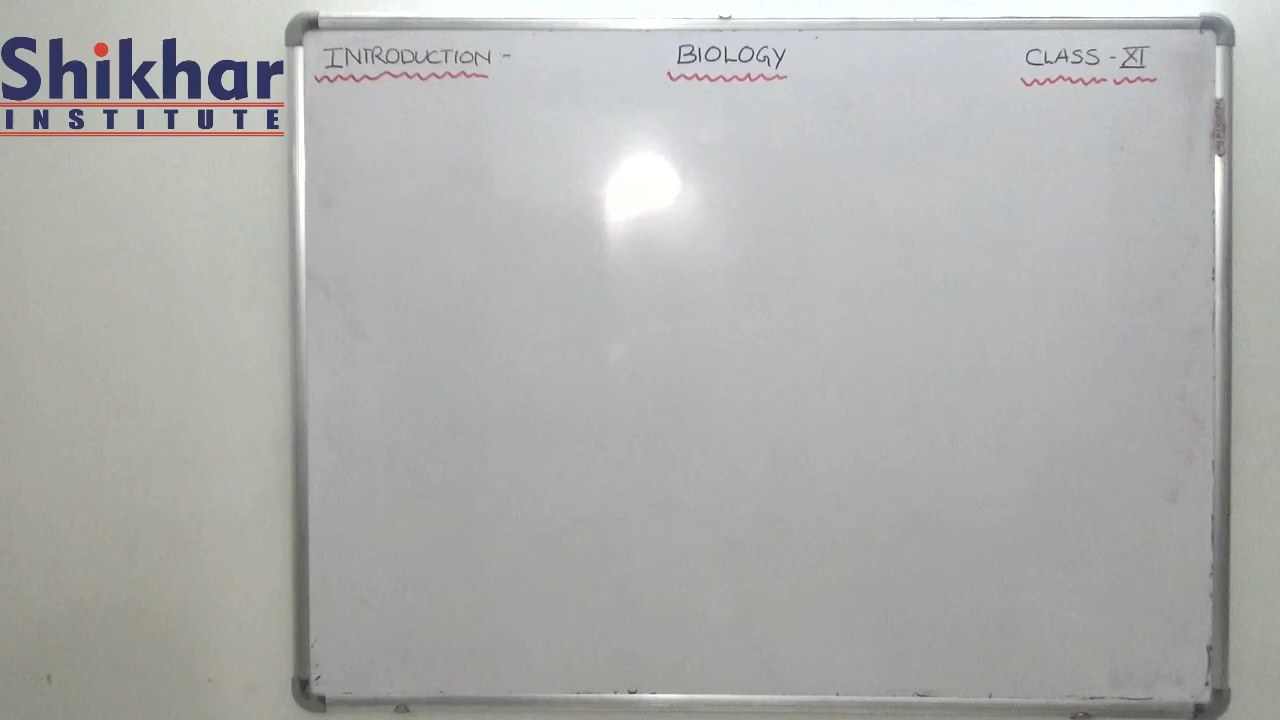 Shikhar
INSTITUTE
INTRODUCTION :-
BIOLOGY
CLASS - XI